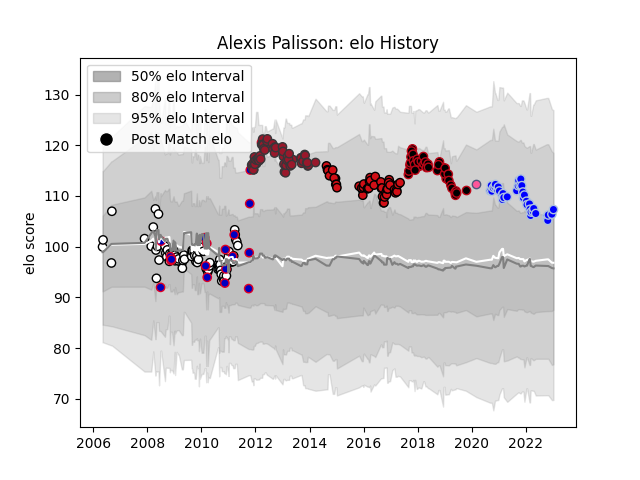 Alexis Palisson: elo History
50% elo Interval
80% elo Interval
95% elo Interval
Post Match elo
elo score
130
120
110
100
90
80
70
2006 2008 2010 2012 2014 2016 2018 2020 2022